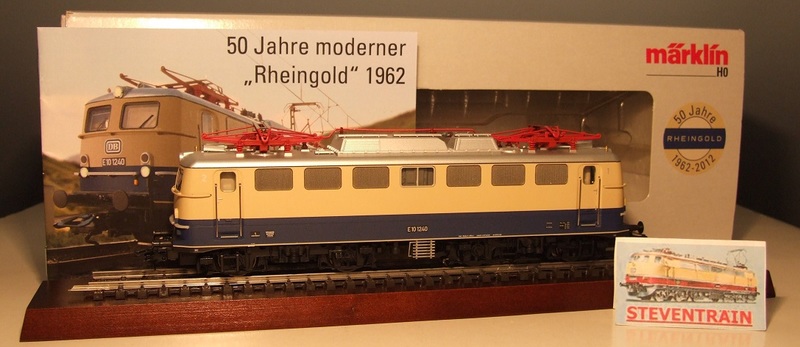 50 Jahre moderner
„Rheingold“ 1962
märklin
H0
50 Jahre
RHEINGOLD
1962-2012
DB
E 10 1240
E 10 1240
STEVENTRAIN